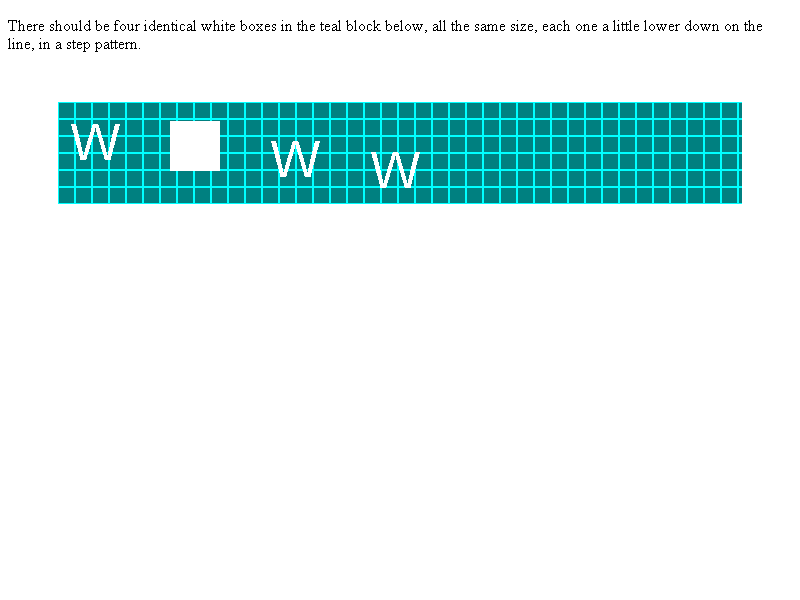 There should be four identical white boxes in the teal block below, all the same size, each one a little lower down on the
line, in a step pattern.
W W W